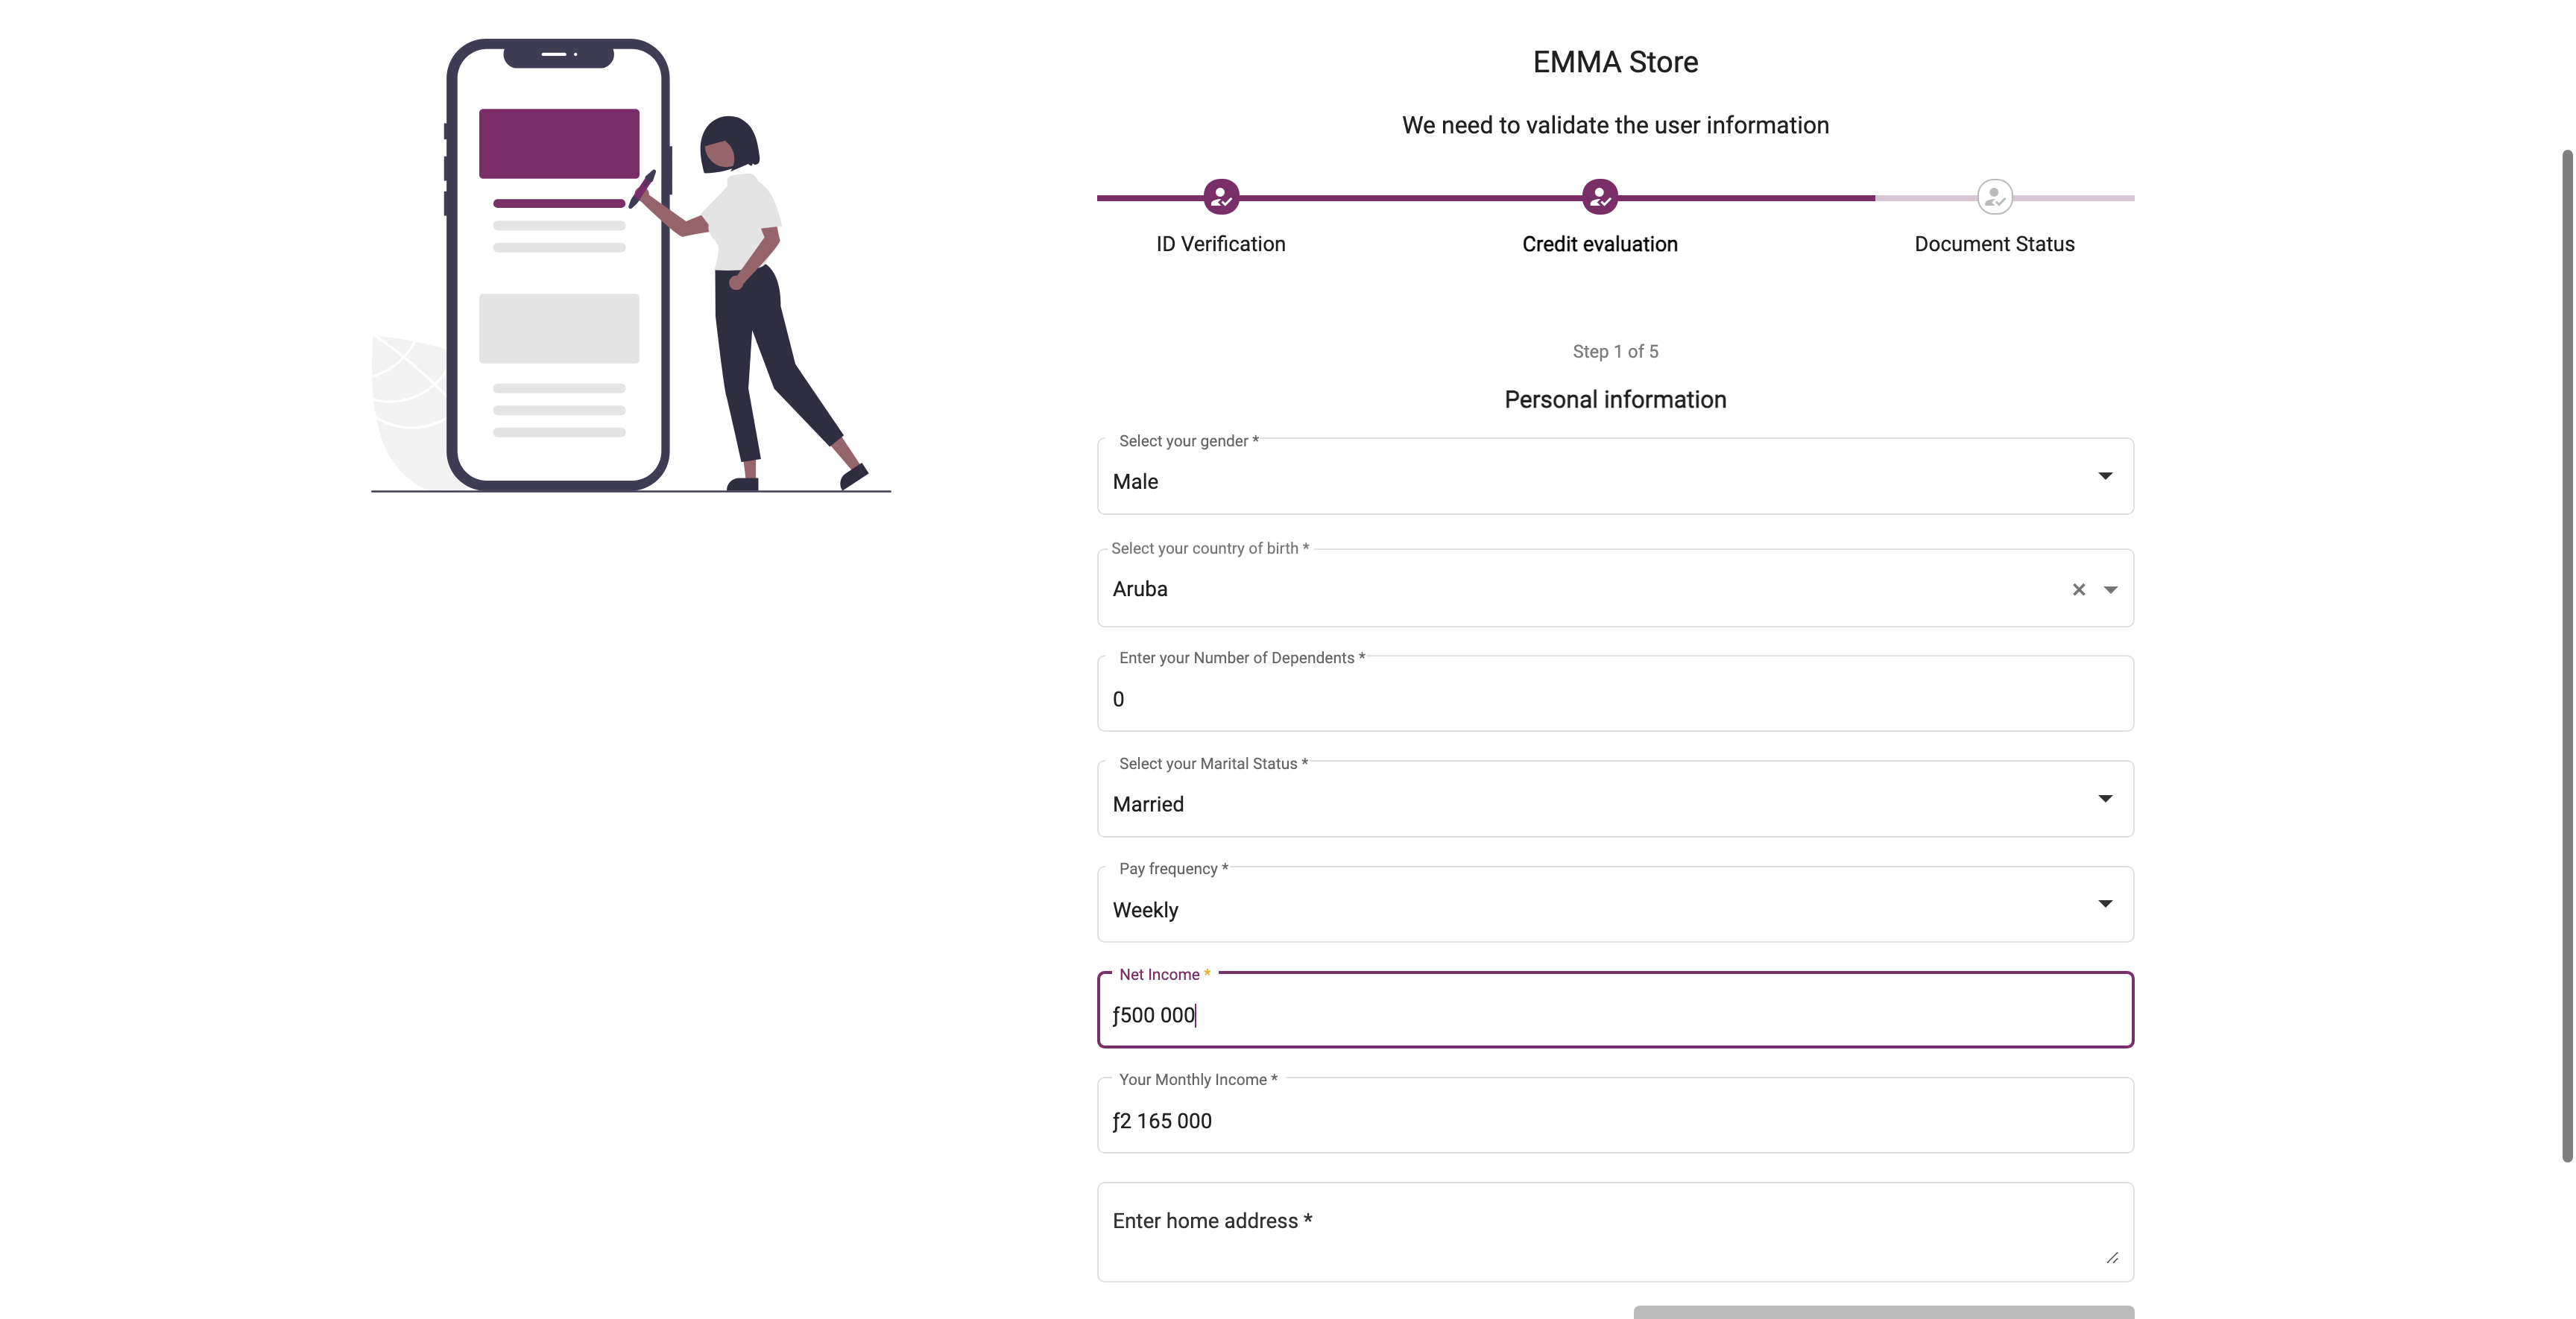 EMMA Store
We need to validate the user information
ID Verification
Credit evaluation
Document Status
Step 1 of 5
Personal information
Select your gender *
Male
Select your country of birth *
Aruba
Enter your Number of Dependents *
0
Select your Marital Status *
Married
Pay frequency *
Weekly
Net Income *
ƒ500 000
Your Monthly Income *
ƒ2 165 000
Enter home address *